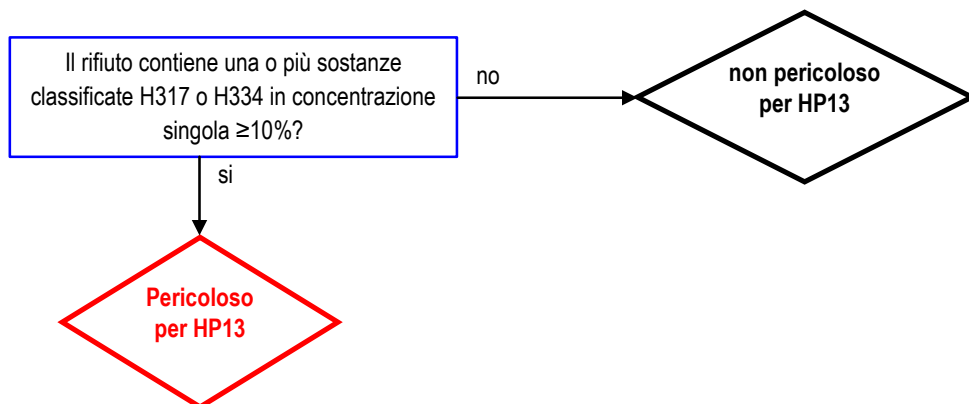 Il rifiuto contiene una o più sostanze
classificate H317 o H334 in concentrazione
singola ≥10%?
no
non pericoloso
per HP13
si
Pericoloso
per HP13